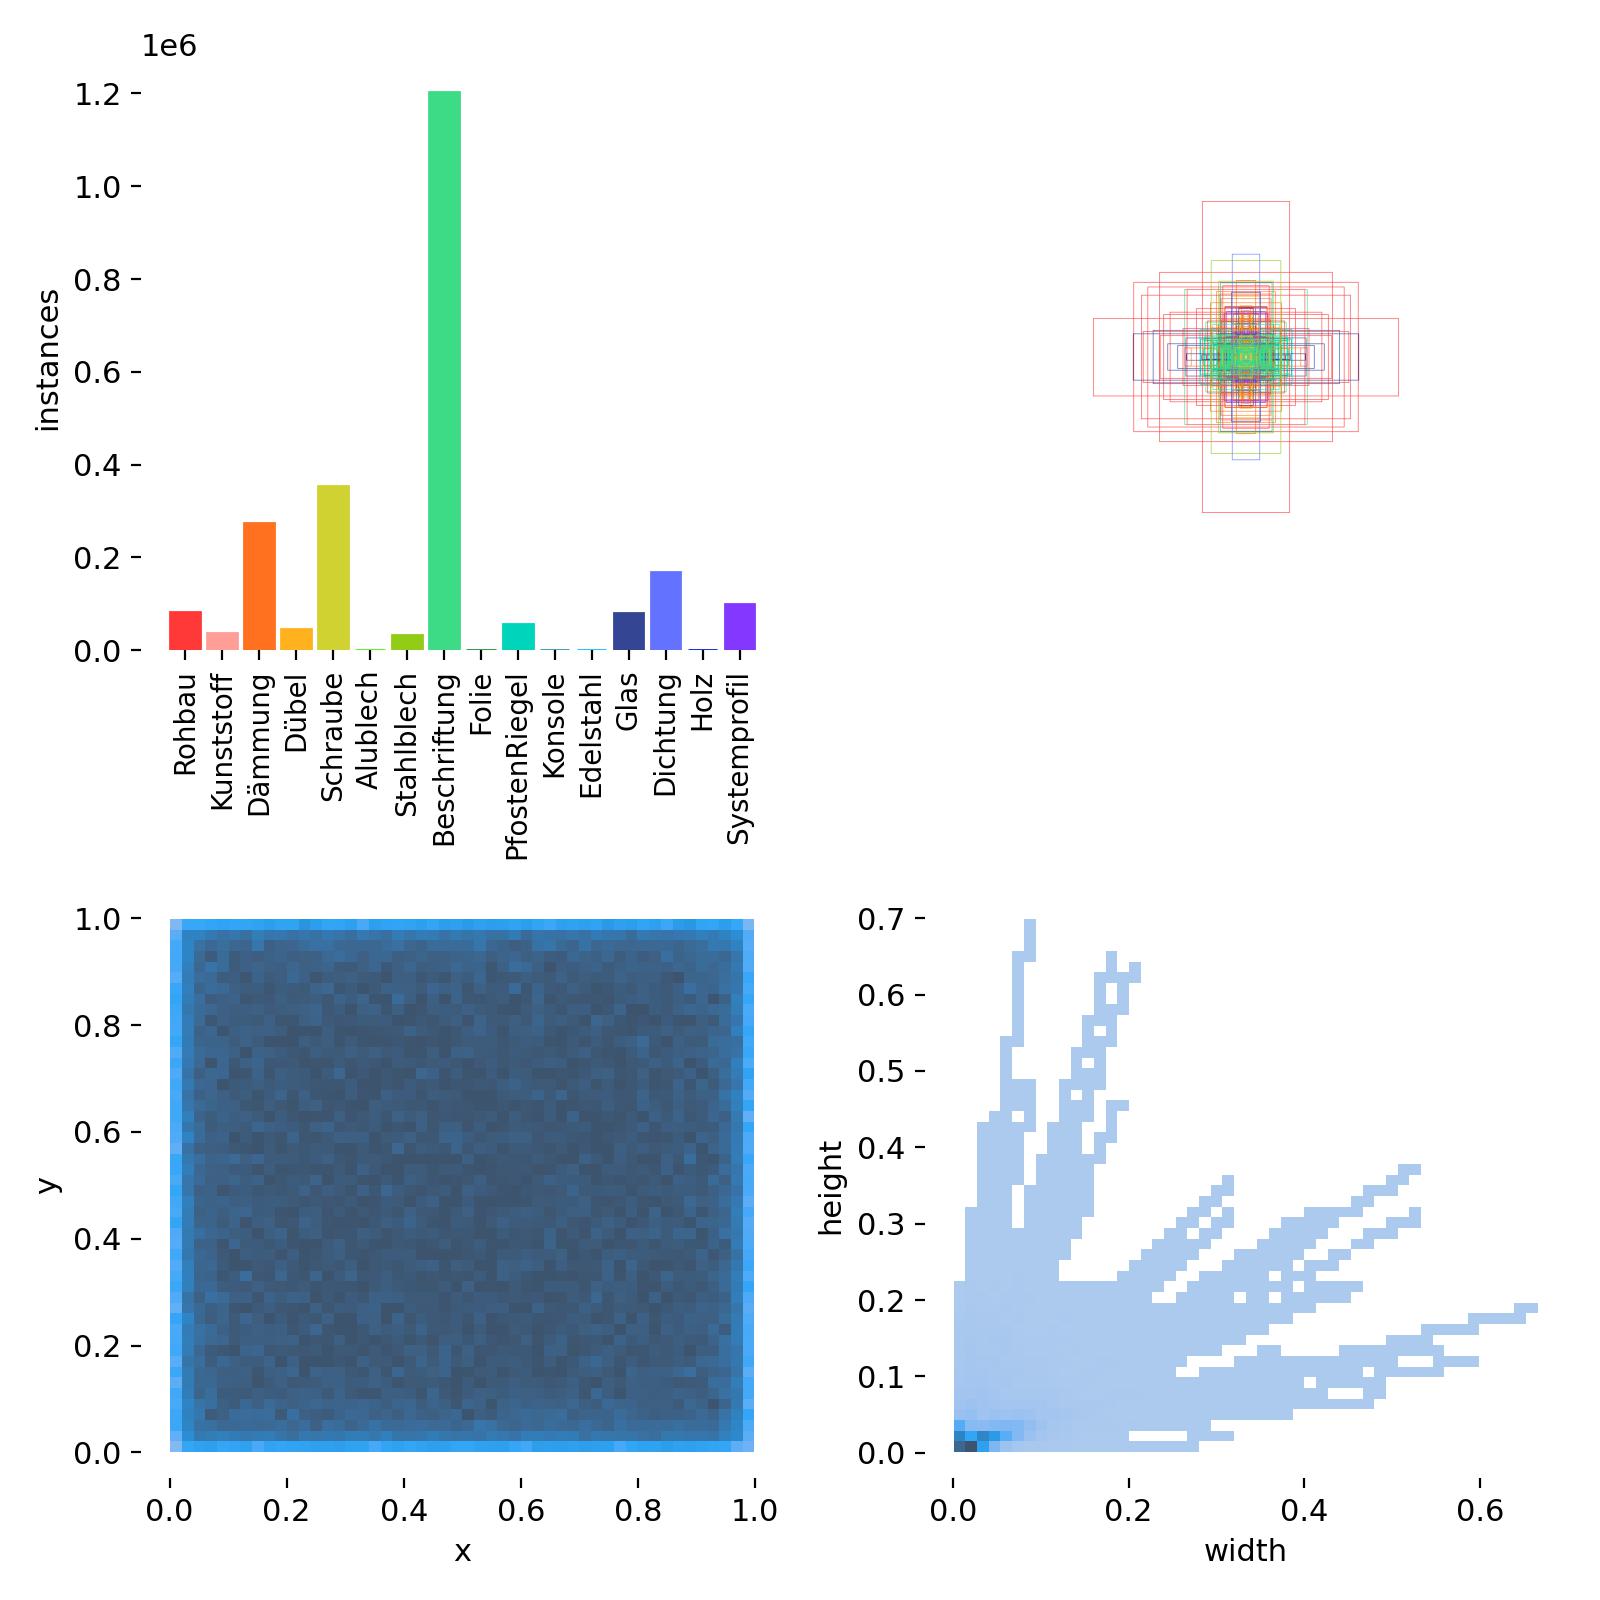 1e6
1.2
1.0
0.8
0.6
0.4
0.2
0.0
instances
Rohbau
Kunststoff
Dämmung
Dübel
Schraube
Alublech
Stahlblech
Beschriftung
Folie
PfostenRiegel
Konsole
Edelstahl
Glas
Dichtung
Holz
Systemprofil
1.0
0.8
0.6
0.4
0.2
0.0
y
0.0 0.2 0.4 0.6 0.8 1.0
x
0.7
0.6
0.5
0.4
0.3
0.2
0.1
0.0
height
0.0 0.2 0.4 0.6
width